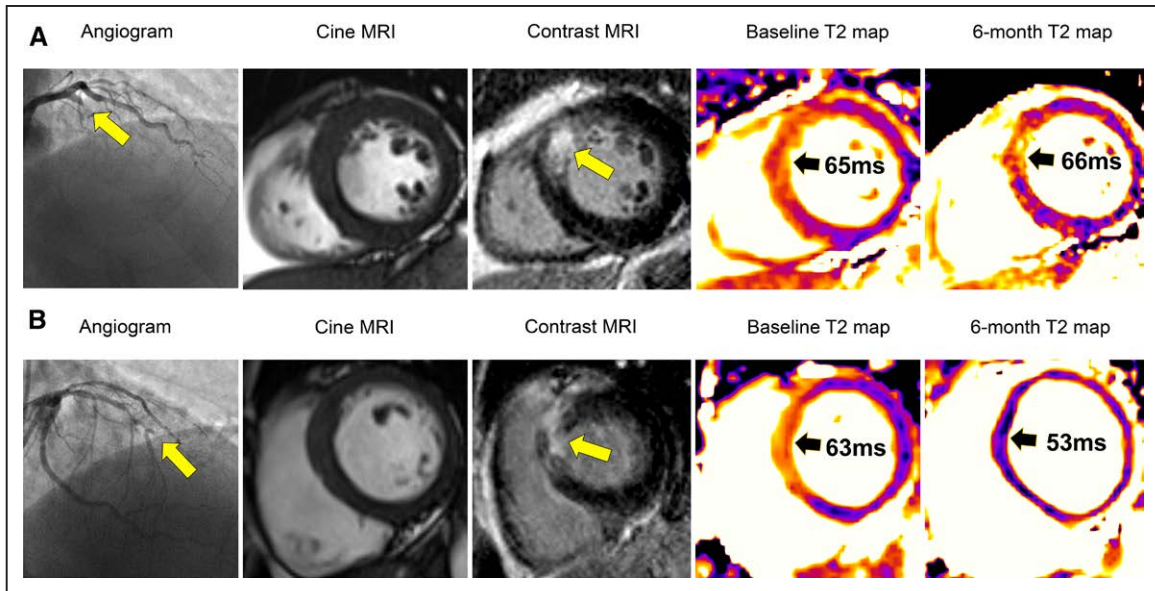 A
Angiogram Cine MRI Contrast MRI Baseline T2 map 6-month T2 map
65ms 66ms
B
Angiogram Cine MRI Contrast MRI Baseline T2 map 6-month T2 map
63ms 53ms